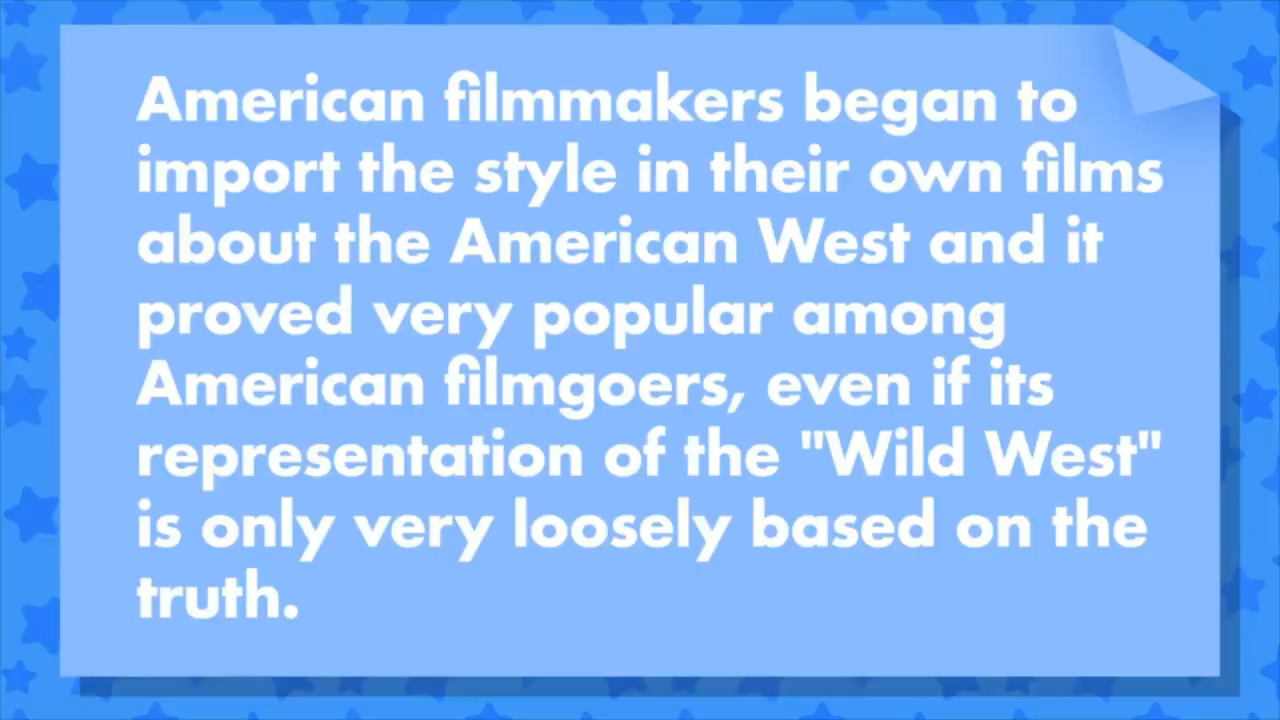 American filmmakers began to
import the style in their own films
about the American West and it
proved very popular among
American filmgoers, even if its
representation of the "Wild West"
is only very loosely based on the
truth.